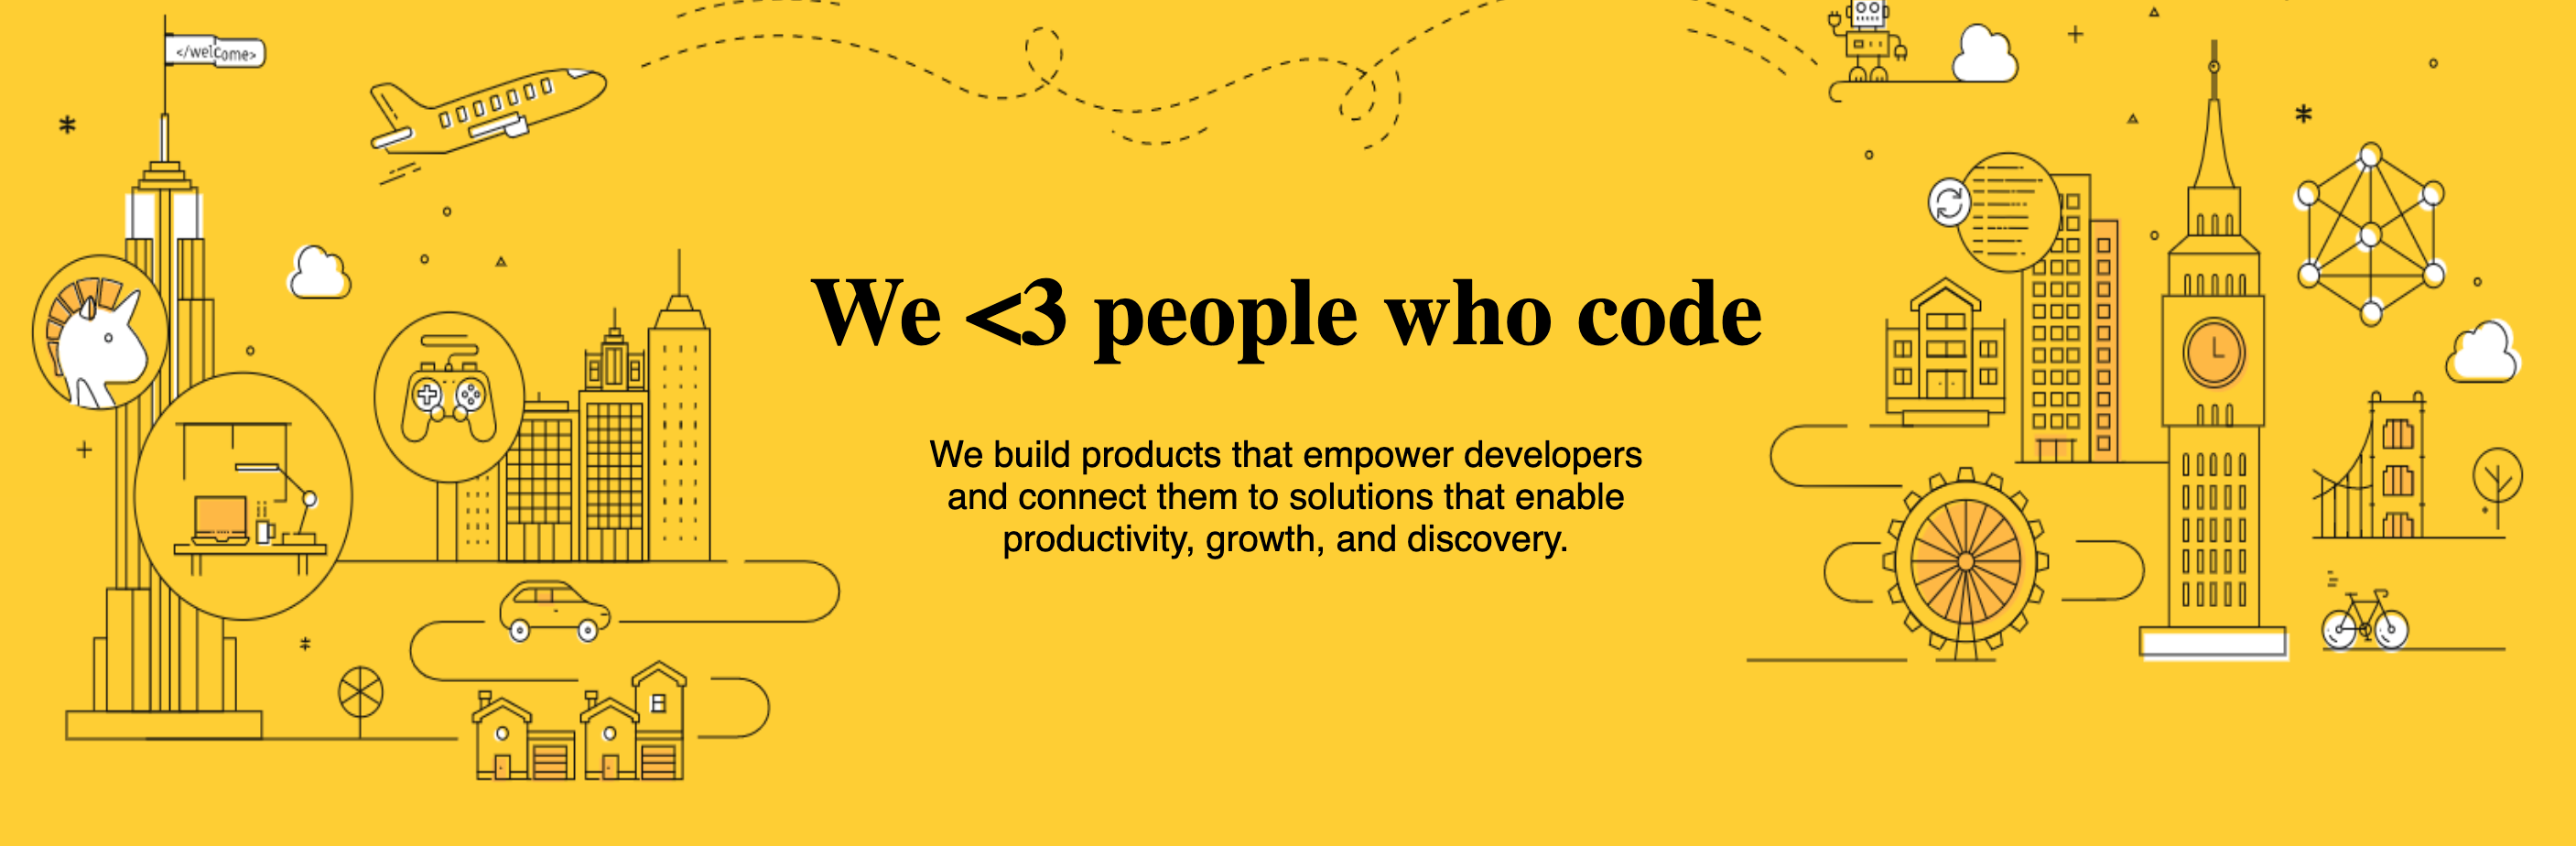 </welcome>
We <3 people who code
We build products that empower developers
and connect them to solutions that enable
productivity, growth, and discovery.